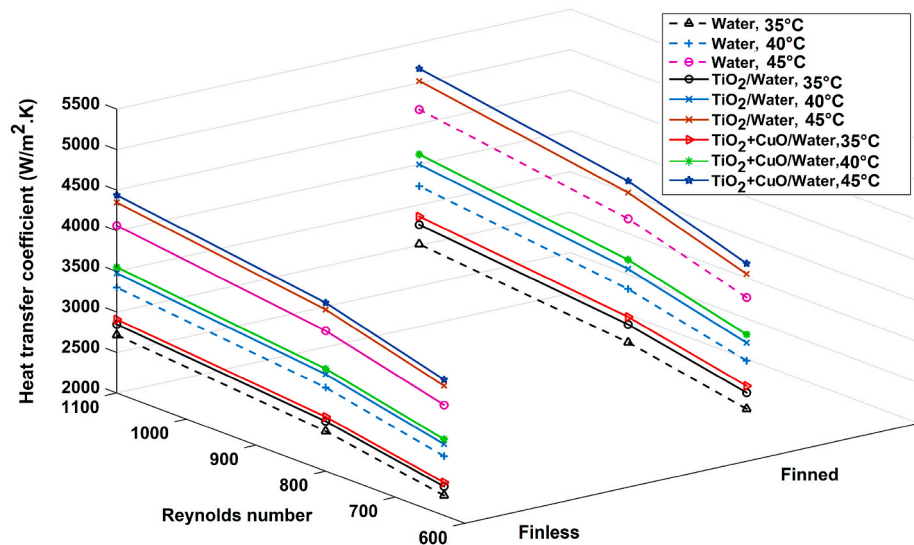 Water, 35°C
Water, 40°C
Water, 45°C
TiO2/Water, 35°C
TiO2/Water, 40°C
TiO2/Water, 45°C
TiO2+CuO/Water,35°C
TiO2+CuO/Water,40°C
TiO2+CuO/Water,45°C
Heat transfer coefficient (W/m2.K)
5500
5000
4500
4000
3500
3000
2500
2000
1100
1000
900
800
700
600
Reynolds number
Finless
Finned